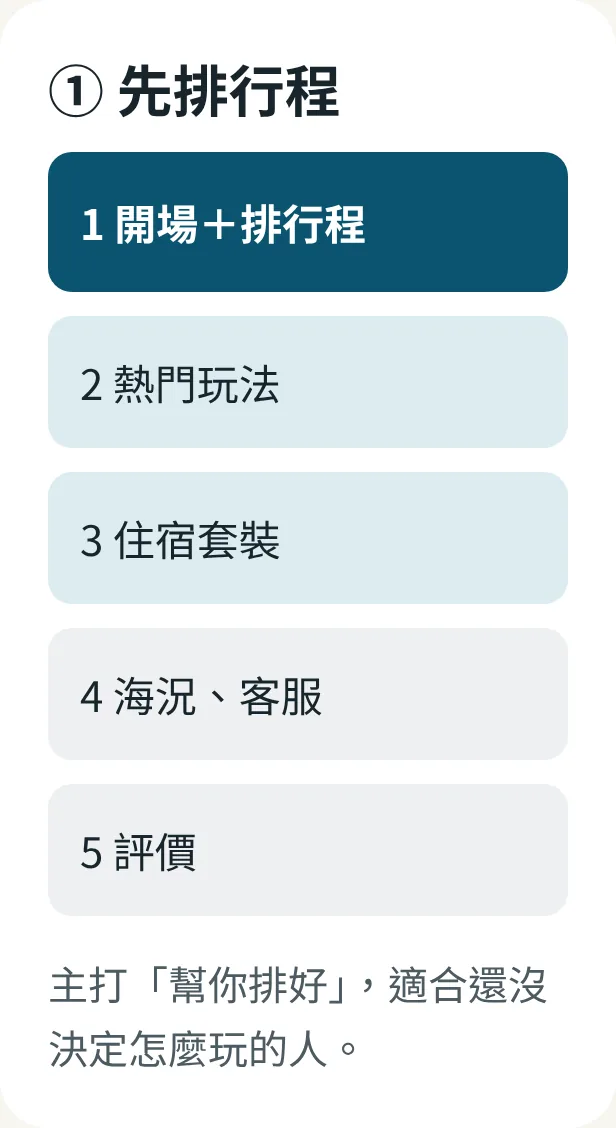 ① 先排行程
1 開場＋排行程
2 熱門玩法
3 住宿套裝
4 海況、客服
5 評價
主打「幫你排好」，適合還沒
決定怎麼玩的人。